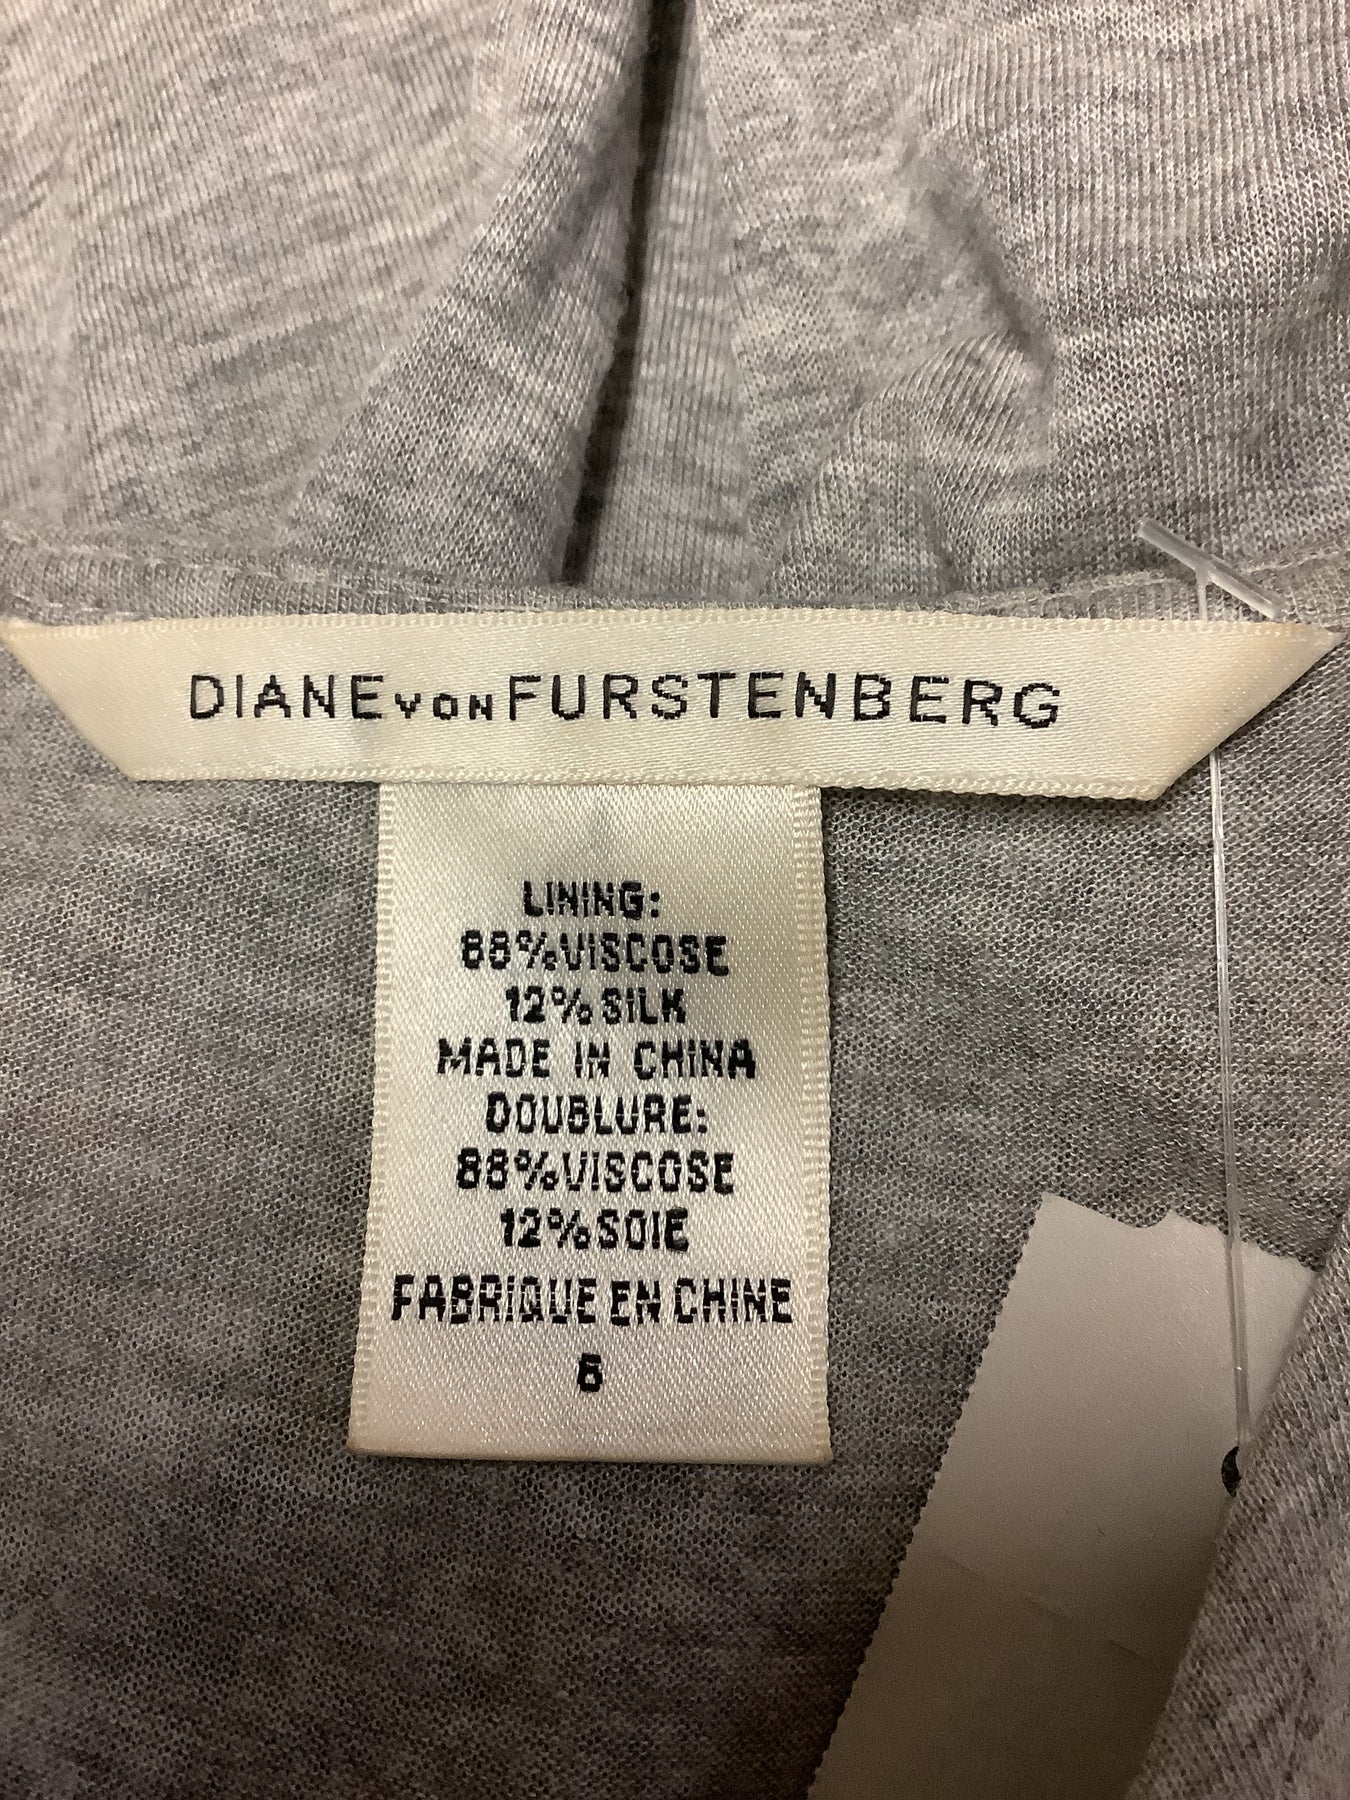 DIANE VON FURSTENBERG
LINING:
88% VISCOSE
12% SILK
MADE IN CHINA
DOUBLURE:
88% VISCOSE
12% SOIE
FABRIQUE EN CHINE
6